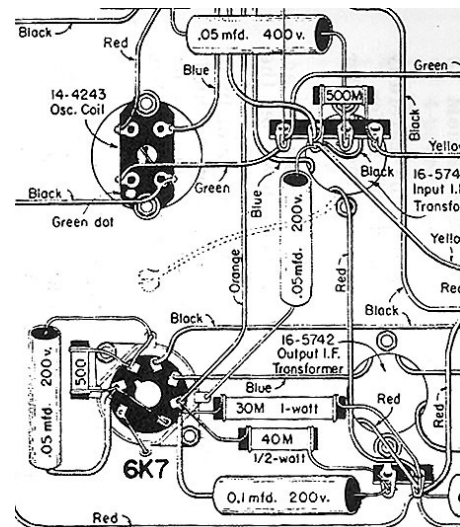 Black
Red
.05 mfd. 400 v.
Blue
14-4243
Osc. Coil
500M
Green
Black
Yellow
Black
16-574
Input I.F.
Transfor
Black
Green dot
Green
Blue
.05 mfd. 200 v.
Red
Yello
Red
Orange
Black
Black
16-5742
Output I.F.
Transformer
.05 mfd. 200 v.
500
Blue
30M 1-watt
Red
Red
40M
1/2-watt
6K7
0.1 mfd. 200 v.
Red